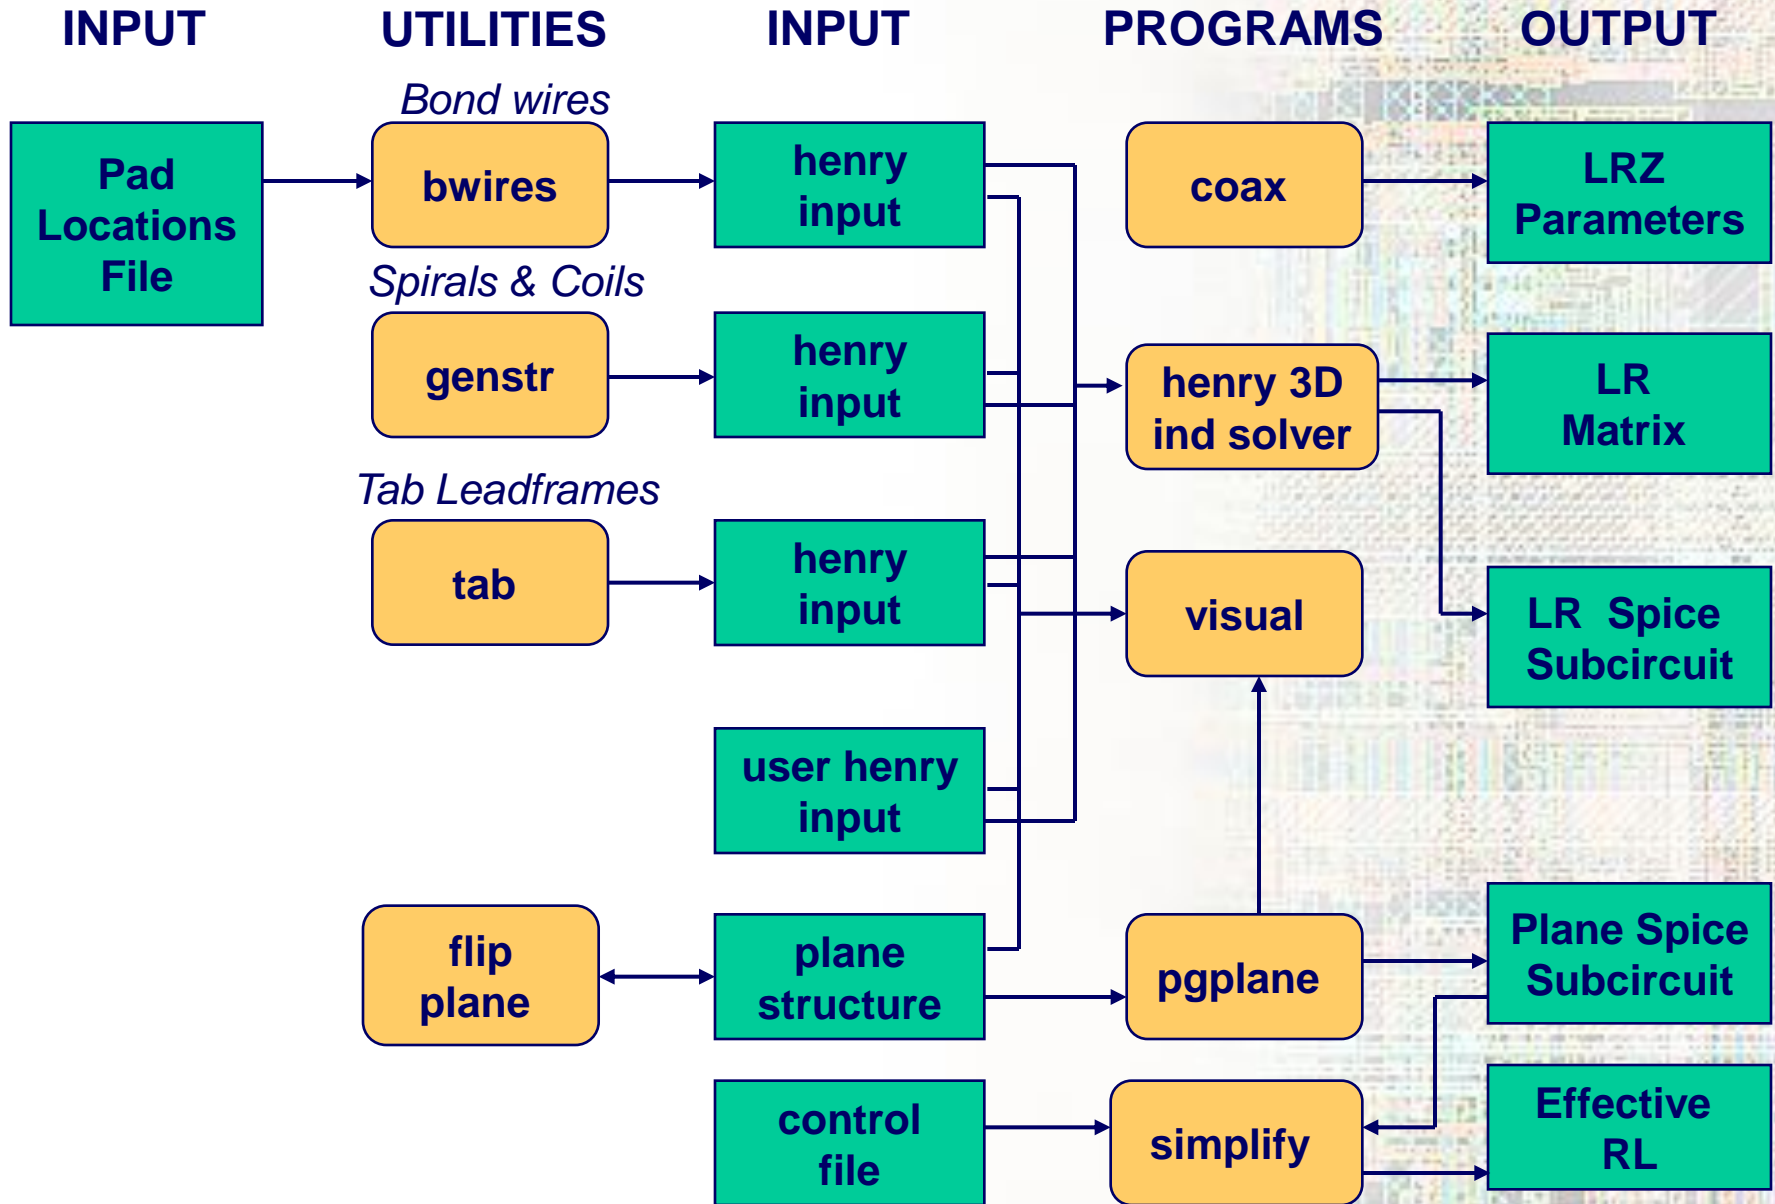 INPUT
UTILITIES
INPUT
PROGRAMS
OUTPUT
Bond wires
Pad
Locations
File
bwires
henry
input
coax
LRZ
Parameters
Spirals & Coils
genstr
henry
input
henry 3D
ind solver
LR
Matrix
Tab Leadframes
tab
henry
input
visual
LR Spice
Subcircuit
user henry
input
flip
plane
plane
structure
pgplane
Plane Spice
Subcircuit
control
file
simplify
Effective
RL